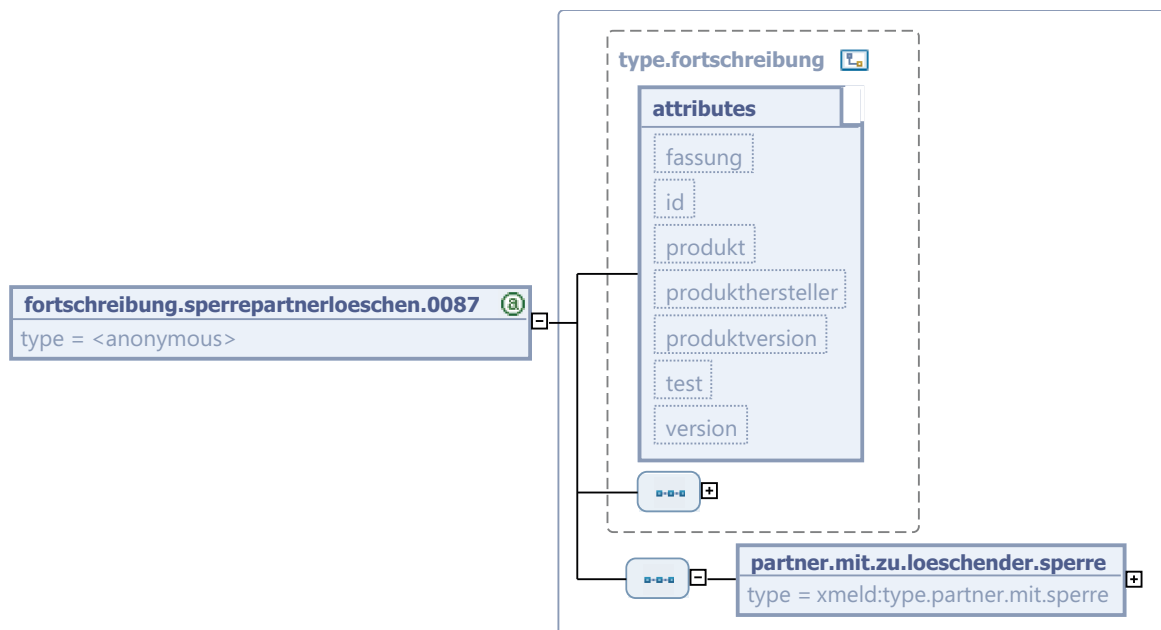 type.fortschreibung
attributes
fassung
id
produkt
produkthersteller
produktversion
test
version
fortschreibung.sperrepartnerloeschen.0087 a
type = <anonymous>
partner.mit.zu.loeschender.sperre
type = xmeld:type.partner.mit.sperre